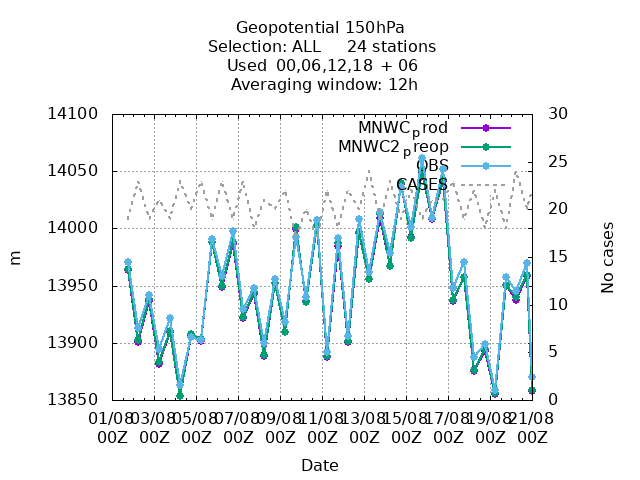 Geopotential 150hPa
Selection: ALL 24 stations
Used 00,06,12,18 + 06
Averaging window: 12h
14100
14050
14000
13950
13900
13850
m
30
25
20
15
10
5
0
No cases
MNWCprod
MNWC2preop
OBS
CASES
01/08 03/08 05/08 07/08 09/08 11/08 13/08 15/08 17/08 19/08 21/08
00Z 00Z 00Z 00Z 00Z 00Z 00Z 00Z 00Z 00Z 00Z
Date